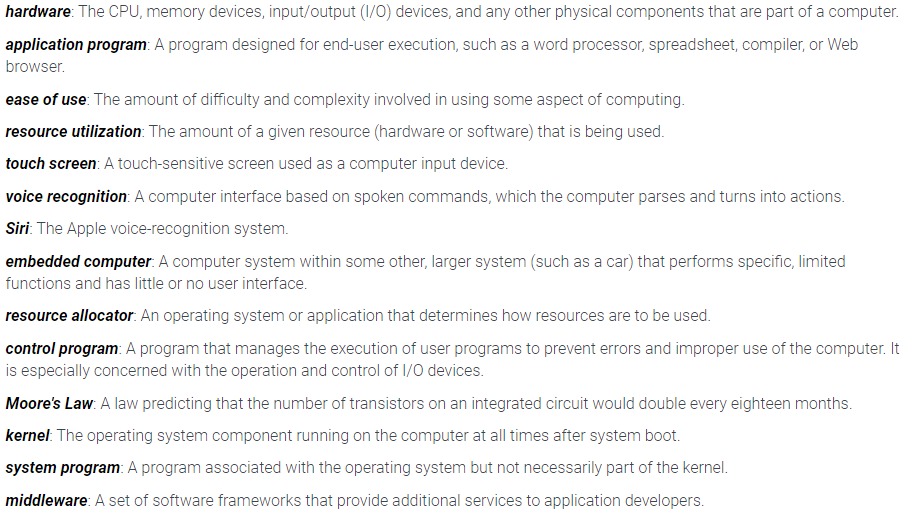 hardware: The CPU, memory devices, input/output (I/O) devices, and any other physical components that are part of a computer.
application program: A program designed for end-user execution, such as a word processor, spreadsheet, compiler, or Web
browser.
ease of use: The amount of difficulty and complexity involved in using some aspect of computing.
resource utilization: The amount of a given resource (hardware or software) that is being used.
touch screen: A touch-sensitive screen used as a computer input device.
voice recognition: A computer interface based on spoken commands, which the computer parses and turns into actions.
Siri: The Apple voice-recognition system.
embedded computer: A computer system within some other, larger system (such as a car) that performs specific, limited
functions and has little or no user interface.
resource allocator: An operating system or application that determines how resources are to be used.
control program: A program that manages the execution of user programs to prevent errors and improper use of the computer. It
is especially concerned with the operation and control of I/O devices.
Moore's Law: A law predicting that the number of transistors on an integrated circuit would double every eighteen months.
kernel: The operating system component running on the computer at all times after system boot.
system program: A program associated with the operating system but not necessarily part of the kernel.
middleware: A set of software frameworks that provide additional services to application developers.